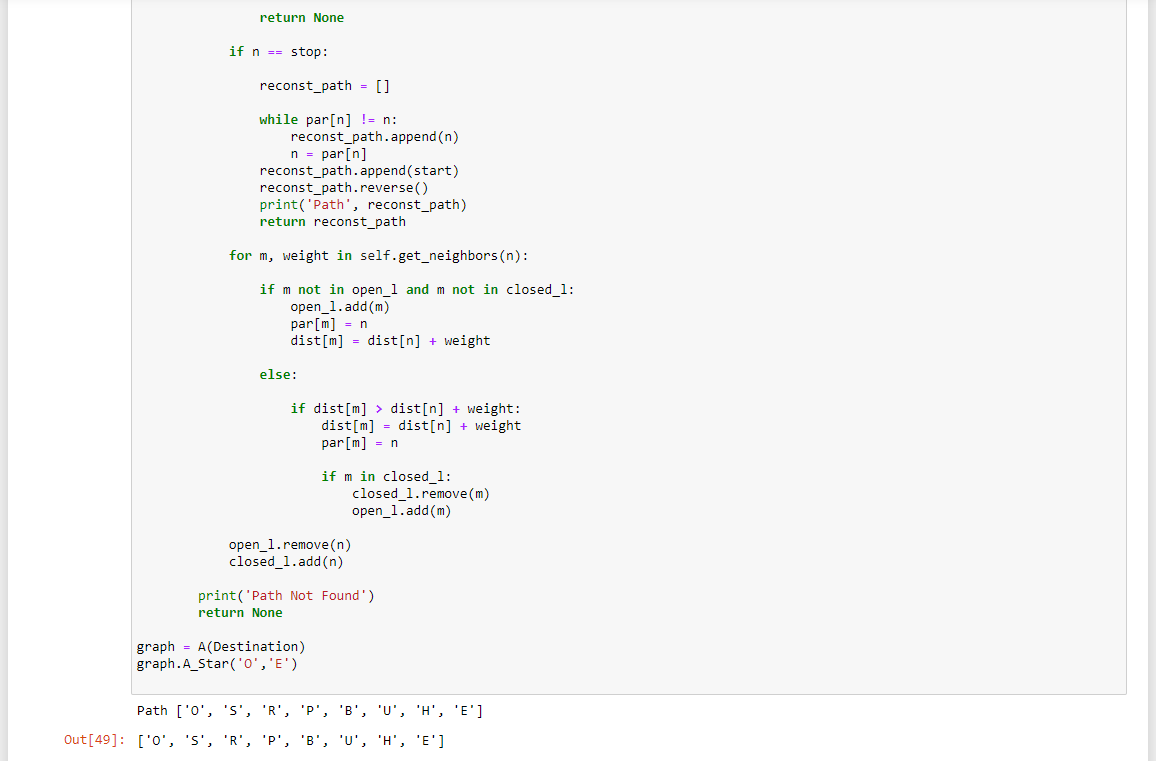 return None

            if n == stop:

                reconst_path = []

                while par[n] != n:
                    reconst_path.append(n)
                    n = par[n]
                reconst_path.append(start)
                reconst_path.reverse()
                print('Path', reconst_path)
                return reconst_path

            for m, weight in self.get_neighbors(n):

                if m not in open_l and m not in closed_l:
                    open_l.add(m)
                    par[m] = n
                    dist[m] = dist[n] + weight

                else:

                    if dist[m] > dist[n] + weight:
                        dist[m] = dist[n] + weight
                        par[m] = n

                        if m in closed_l:
                            closed_l.remove(m)
                            open_l.add(m)

            open_l.remove(n)
            closed_l.add(n)

        print('Path Not Found')
        return None

graph = A(Destination)
graph.A_Star('O','E')

Path ['O', 'S', 'R', 'P', 'B', 'U', 'H', 'E']
Out[49]: ['O', 'S', 'R', 'P', 'B', 'U', 'H', 'E']